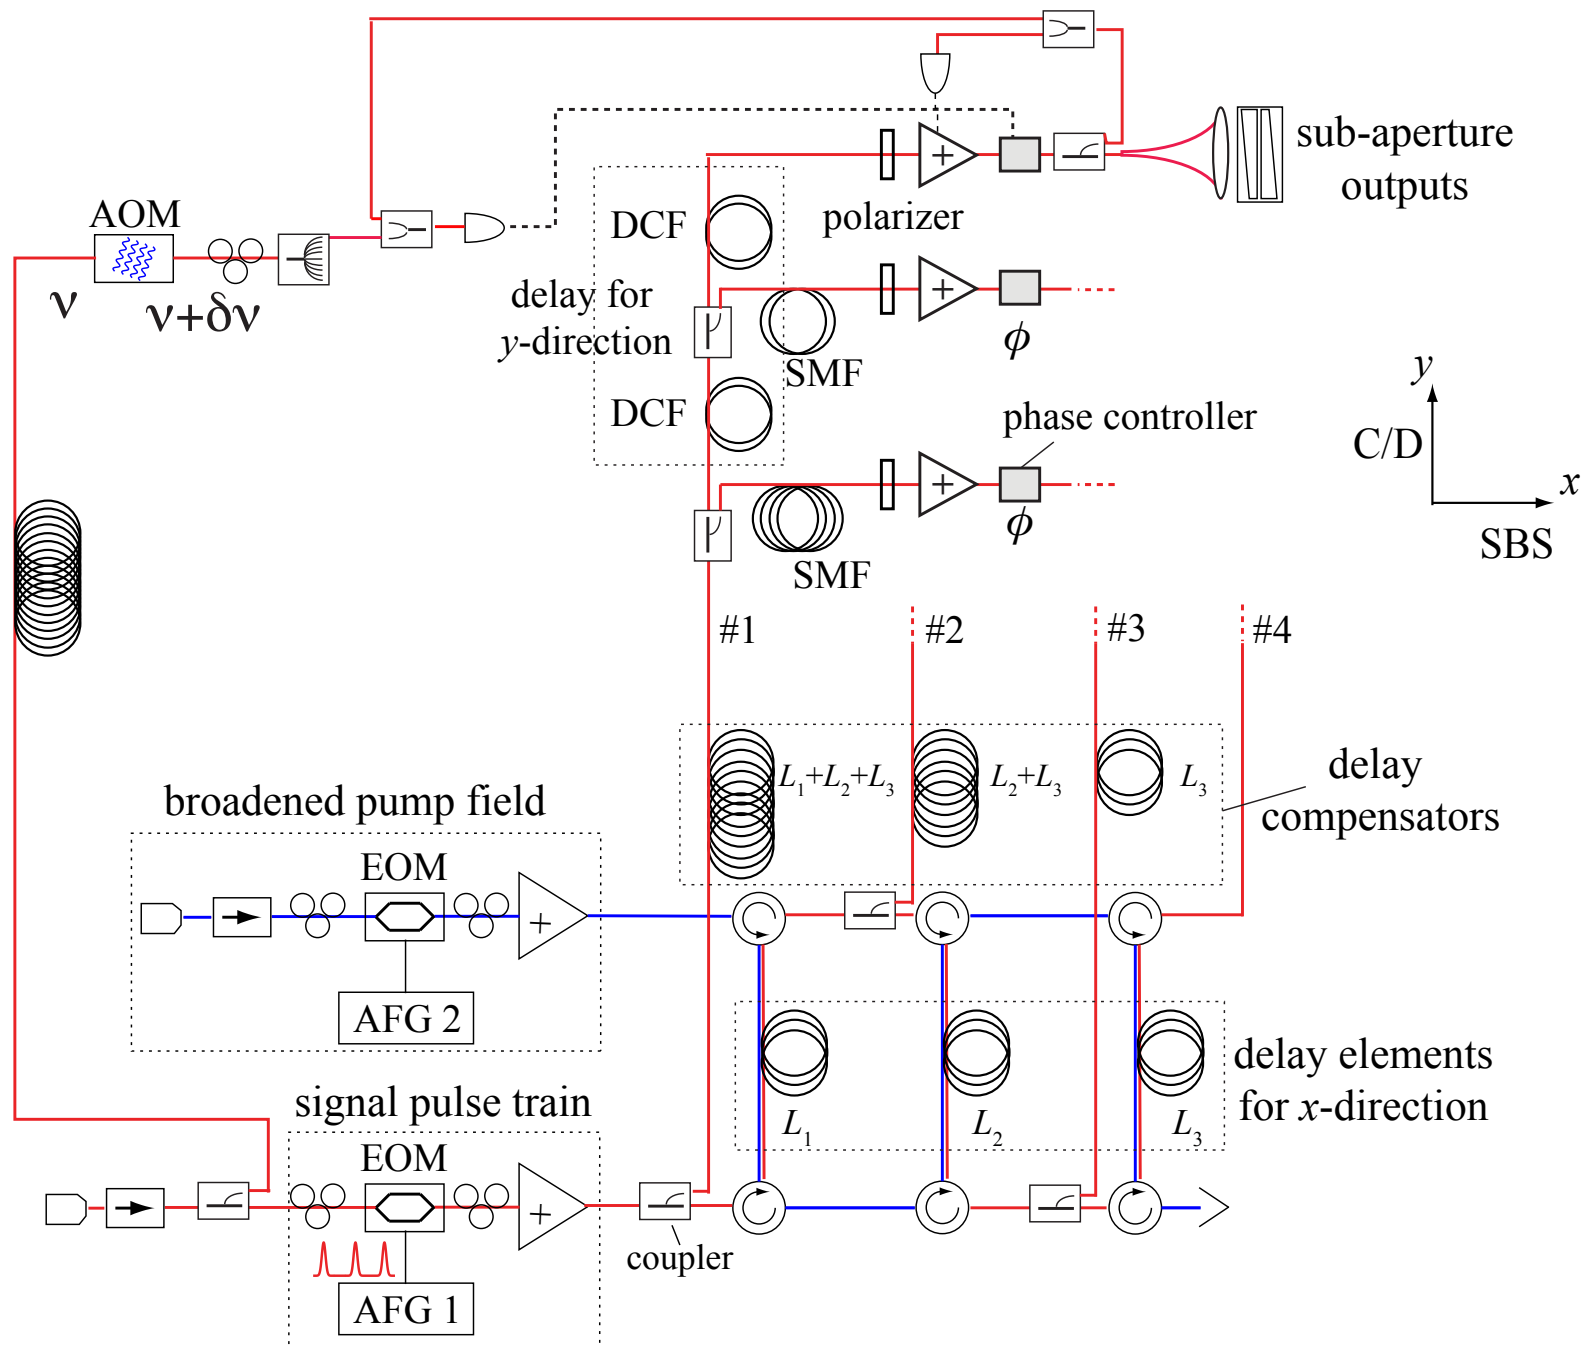 sub-aperture
outputs
AOM
polarizer
DCF
delay for
y-direction
ν
ν+δν
ϕ
SMF
DCF
phase controller
y
C/D
x
ϕ
SBS
SMF
#1
#2
#3
#4
L1+L2+L3
L2+L3
L3
delay
compensators
broadened pump field
EOM
AFG 2
delay elements
for x-direction
signal pulse train
L1
L2
L3
EOM
coupler
AFG 1